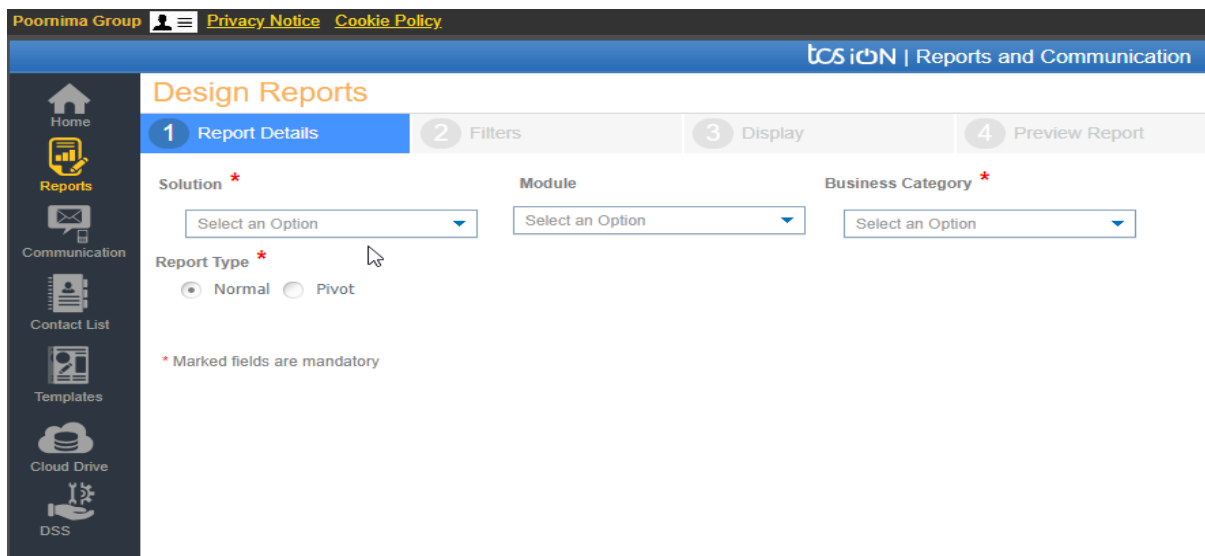 Poornima Group Privacy Notice Cookie Policy
tCS iON | Reports and Communication
Design Reports
1 Report Details 2 Filters 3 Display 4 Preview Report
Home
Reports
Communication
Contact List
Templates
Cloud Drive
DSS
Solution * Module Business Category *
Select an Option Select an Option Select an Option
Report Type *
Normal Pivot
* Marked fields are mandatory